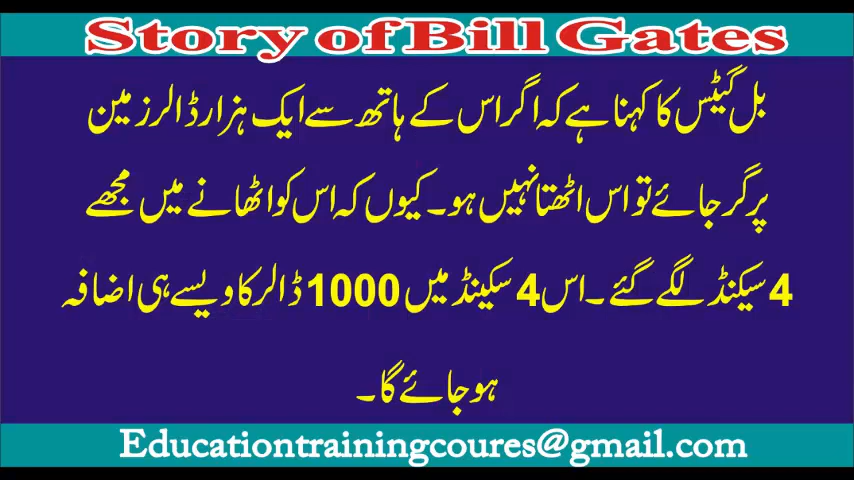 Story of Bill Gates
بل گیٹس کا کہنا ہے کہ اگر اس کے ہاتھ سے ایک ہزار ڈالر زمین
پر گر جائے تو اس اٹھتا نہیں ہو۔ کیوں کہ اس کو اٹھانے میں مجھے
4 سیکنڈ لگے گئے ۔ اس 4 سکینڈ میں 1000 ڈالر کا ویسے ہی اضافہ
ہو جائے گا۔
Educationtrainingcoures@gmail.com